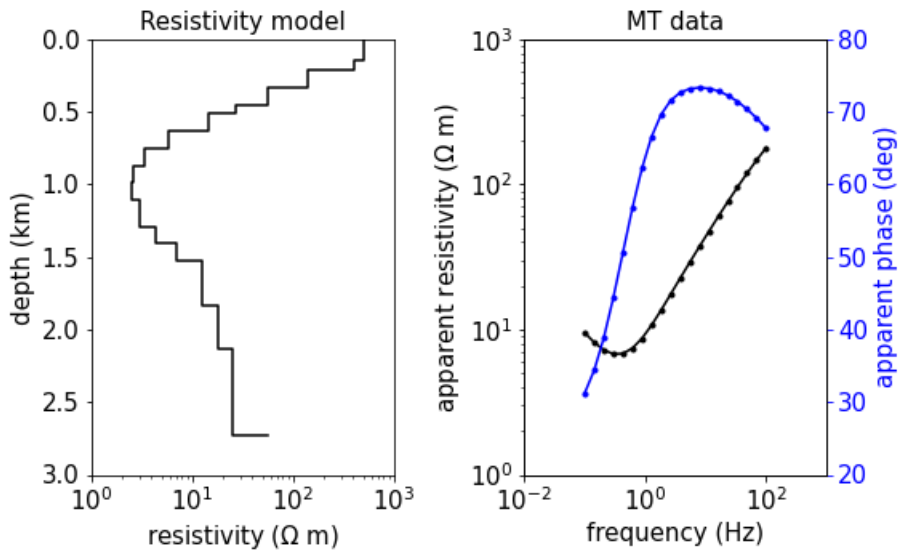 Resistivity model
0.0
0.5
1.0
1.5
2.0
2.5
3.0
depth (km)
10⁰ 10¹ 10² 10³
resistivity (Ω m)
MT data
10³
10²
10¹
10⁰
apparent resistivity (Ω m)
80
70
60
50
40
30
20
apparent phase (deg)
10⁻² 10⁰ 10²
frequency (Hz)